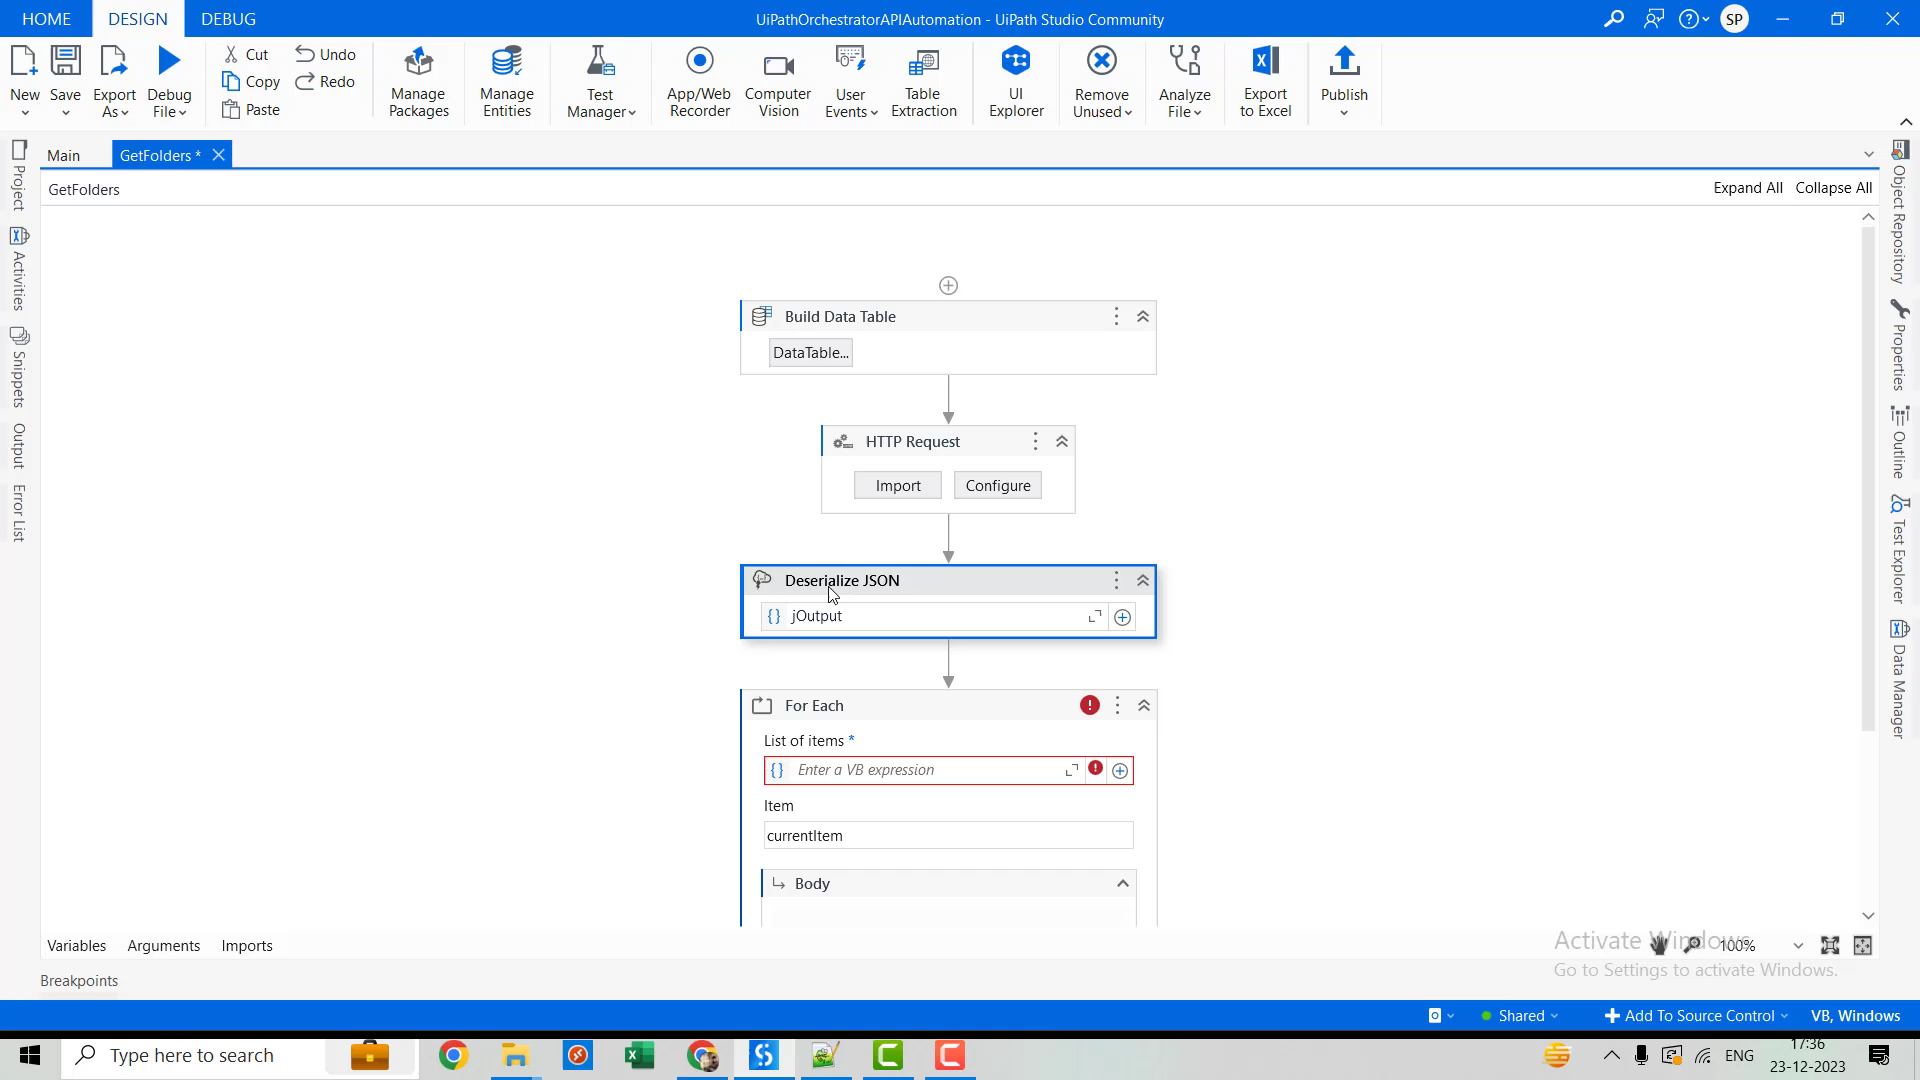 HOME DESIGN DEBUG
UiPathOrchestratorAPIAutomation - UiPath Studio Community
SP
New
Save
Export As
Debug File
Cut
Copy
Paste
Undo
Redo
Manage Packages
Manage Entities
Test Manager
App/Web Recorder
Computer Vision
User Events
Table Extraction
UI Explorer
Remove Unused
Analyze File
Export to Excel
Publish
Main GetFolders *
GetFolders
Expand All Collapse All
Project
Activities
Snippets
Output
Error List
Build Data Table
DataTable...
HTTP Request
Import Configure
Deserialize JSON
{} jOutput
For Each
List of items *
{} Enter a VB expression
Item
currentItem
Body
Object Repository
Properties
Outline
Test Explorer
Data Manager
Variables Arguments Imports
100%
Activate Windows
Go to Settings to activate Windows.
Breakpoints
Shared
Add To Source Control
VB, Windows
Type here to search
ENG
17:36
23-12-2023